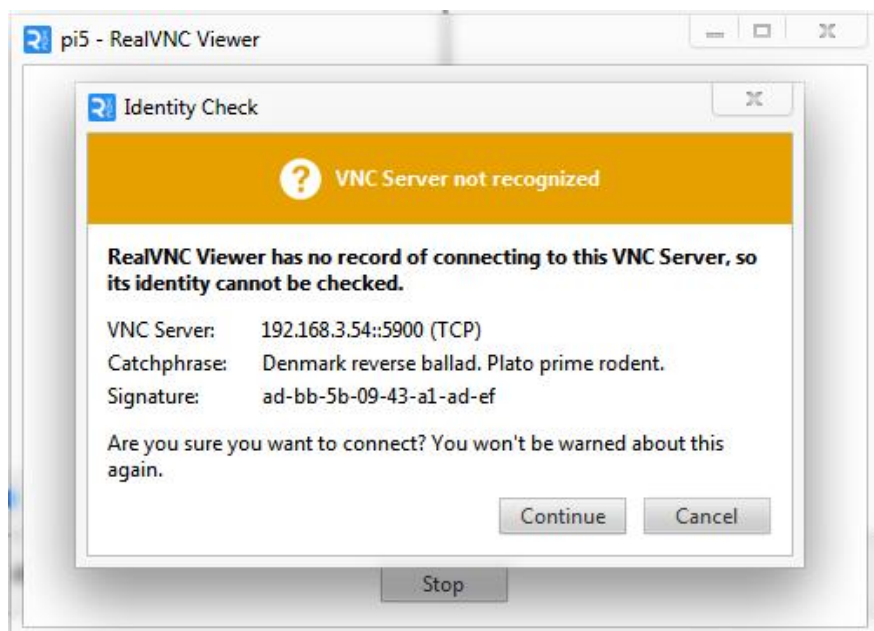 pi5 - RealVNC Viewer
Identity Check
VNC Server not recognized
RealVNC Viewer has no record of connecting to this VNC Server, so
its identity cannot be checked.
VNC Server: 192.168.3.54::5900 (TCP)
Catchphrase: Denmark reverse ballad. Plato prime rodent.
Signature: ad-bb-5b-09-43-a1-ad-ef
Are you sure you want to connect? You won't be warned about this
again.
Continue Cancel
Stop